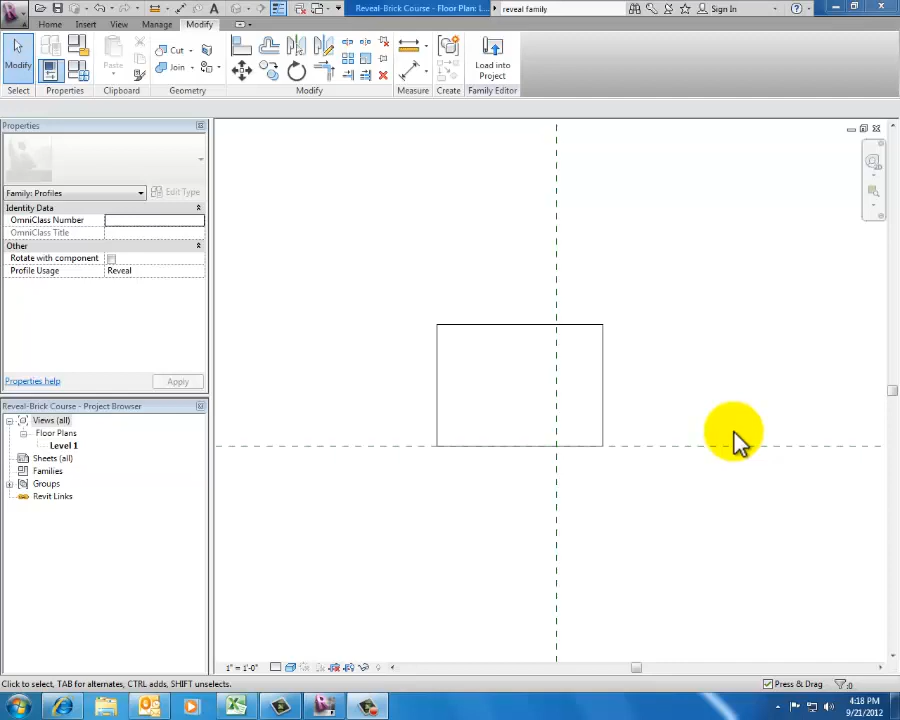 Reveal-Brick Course - Floor Plan: L...
reveal family
Sign In
Home Insert View Manage Modify
Modify
Paste
Cut
Join
Load into
Project
Select Properties Clipboard Geometry Modify Measure Create Family Editor
Properties
Family: Profiles
Edit Type
Identity Data
OmniClass Number
OmniClass Title
Other
Rotate with component
Profile Usage Reveal
Properties help
Apply
Reveal-Brick Course - Project Browser
Views (all)
Floor Plans
Level 1
Sheets (all)
Families
Groups
Revit Links
1" = 1'-0"
Click to select, TAB for alternates, CTRL adds, SHIFT unselects.
Press & Drag
:0
4:18 PM
9/21/2012